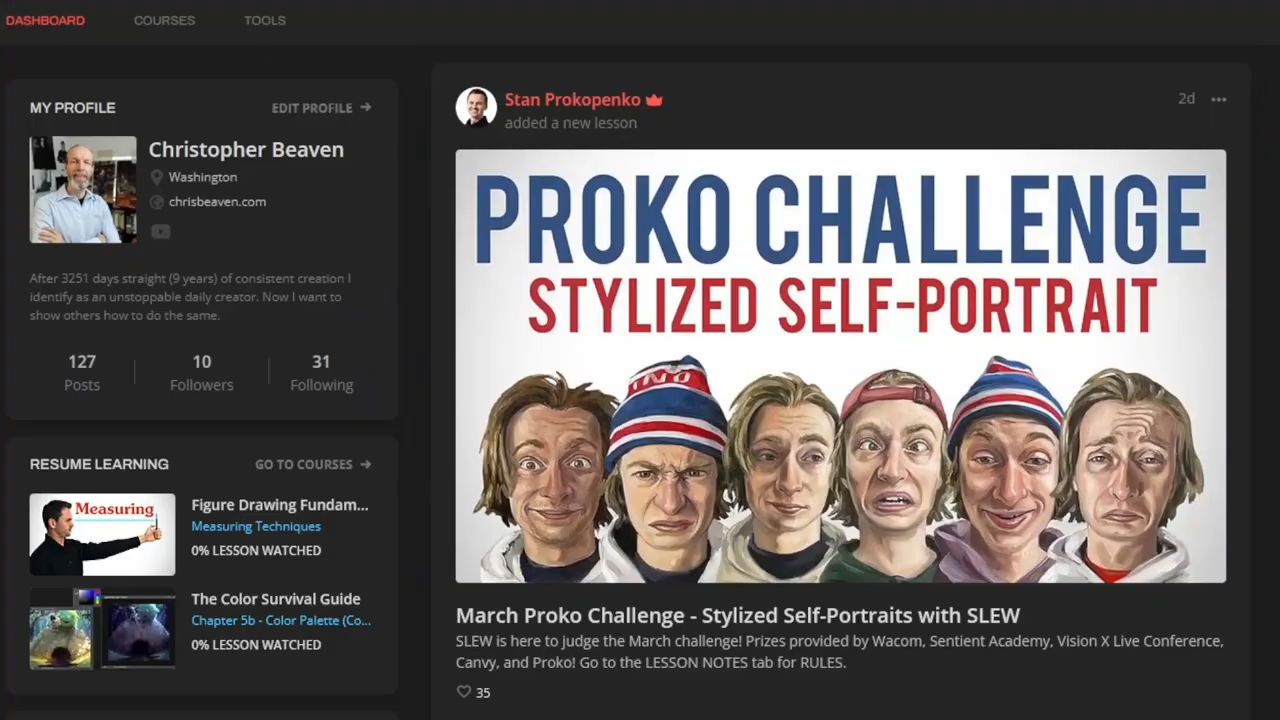 DASHBOARD COURSES TOOLS
MY PROFILE EDIT PROFILE
Christopher Beaven
Washington
chrisbeaven.com
After 3251 days straight (9 years) of consistent creation I
identify as an unstoppable daily creator. Now I want to
show others how to do the same.
127 10 31
Posts Followers Following
RESUME LEARNING GO TO COURSES
Measuring
Figure Drawing Fundam...
Measuring Techniques
0% LESSON WATCHED
The Color Survival Guide
Chapter 5b - Color Palette (Co...
0% LESSON WATCHED
Stan Prokopenko 2d
added a new lesson
PROKO CHALLENGE
STYLIZED SELF-PORTRAIT
March Proko Challenge - Stylized Self-Portraits with SLEW
SLEW is here to judge the March challenge! Prizes provided by Wacom, Sentient Academy, Vision X Live Conference,
Canvy, and Proko! Go to the LESSON NOTES tab for RULES.
35